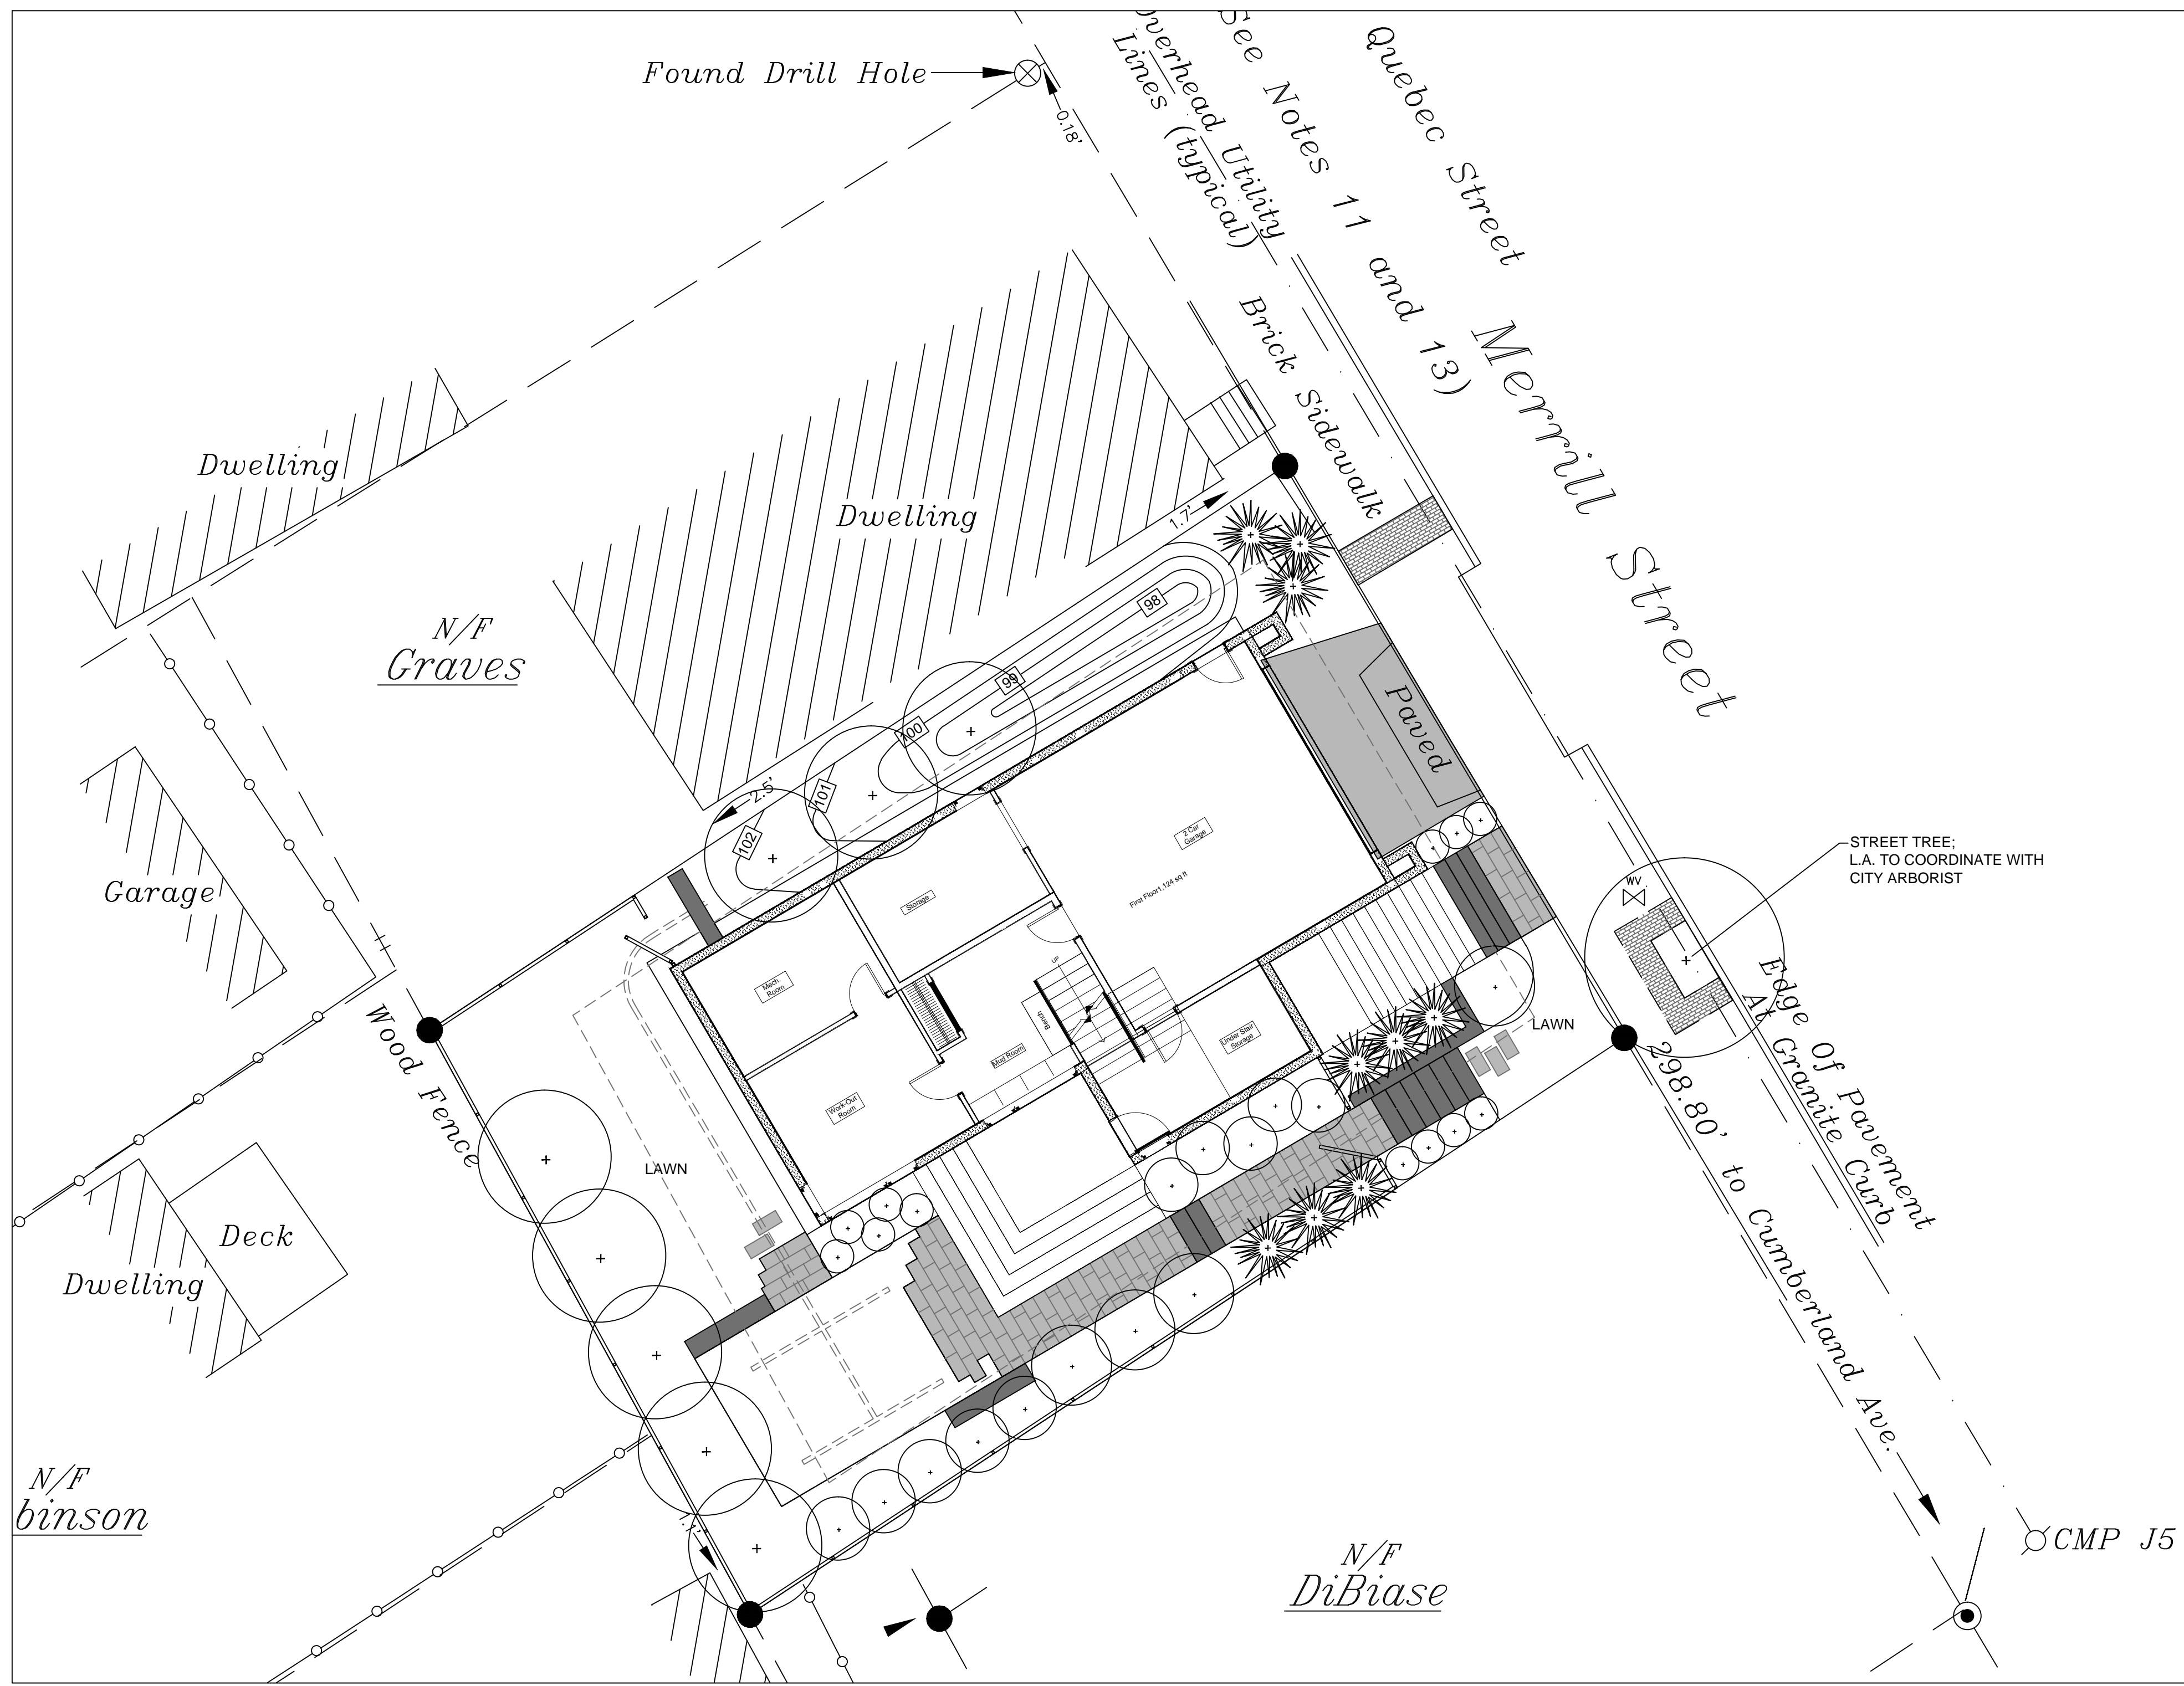 Found Drill Hole
0.18'
Overhead Utility
Lines (typical)
See Notes 11 and 13)
Quebec Street
Merrill Street
Brick Sidewalk
Dwelling
Dwelling
1.7'
N/F
Graves
98
99
100
101
102
2.5'
Paved
2 Car
Garage
First Floor1,124 sq ft
Storage
STREET TREE;
L.A. TO COORDINATE WITH
CITY ARBORIST
WV
Garage
Mech.
Room
UP
Bench
Mud Room
Under Stair
Storage
Work-Out
Room
LAWN
LAWN
Wood Fence
Edge Of Pavement
At Granite Curb
298.80' to Cumberland Ave.
Deck
Dwelling
N/F
binson
N/F
DiBiase
CMP J5